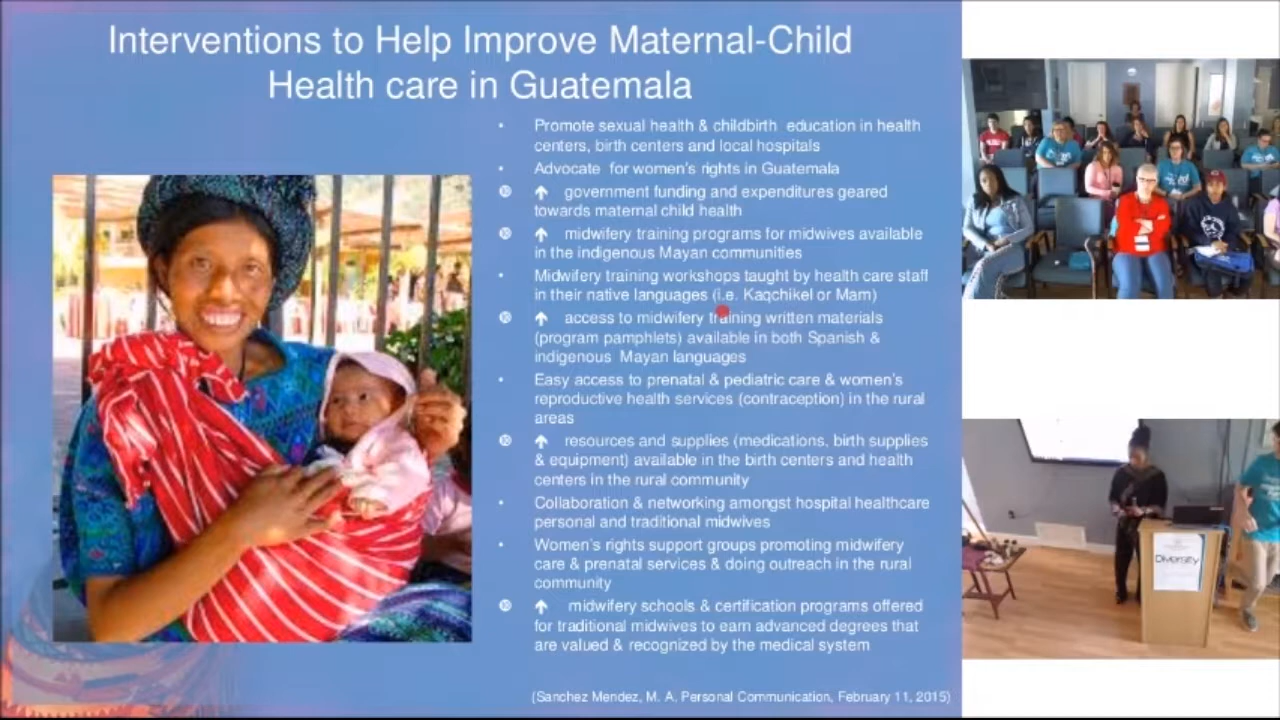 Interventions to Help Improve Maternal-Child
Health care in Guatemala
• Promote sexual health & childbirth education in health
centers, birth centers and local hospitals
• Advocate for women's rights in Guatemala
⑩ ↑ government funding and expenditures geared
towards maternal child health
⑩ ↑ midwifery training programs for midwives available
in the indigenous Mayan communities
• Midwifery training workshops taught by health care staff
in their native languages (i.e. Kaqchikel or Mam)
⑩ ↑ access to midwifery training written materials
(program pamphlets) available in both Spanish &
indigenous Mayan languages
• Easy access to prenatal & pediatric care & women's
reproductive health services (contraception) in the rural
areas
⑩ ↑ resources and supplies (medications, birth supplies
& equipment) available in the birth centers and health
centers in the rural community
• Collaboration & networking amongst hospital healthcare
personal and traditional midwives
• Women's rights support groups promoting midwifery
care & prenatal services & doing outreach in the rural
community
⑩ ↑ midwifery schools & certification programs offered
for traditional midwives to earn advanced degrees that
are valued & recognized by the medical system
(Sanchez Mendez, M. A. Personal Communication, February 11, 2015)
Diversity